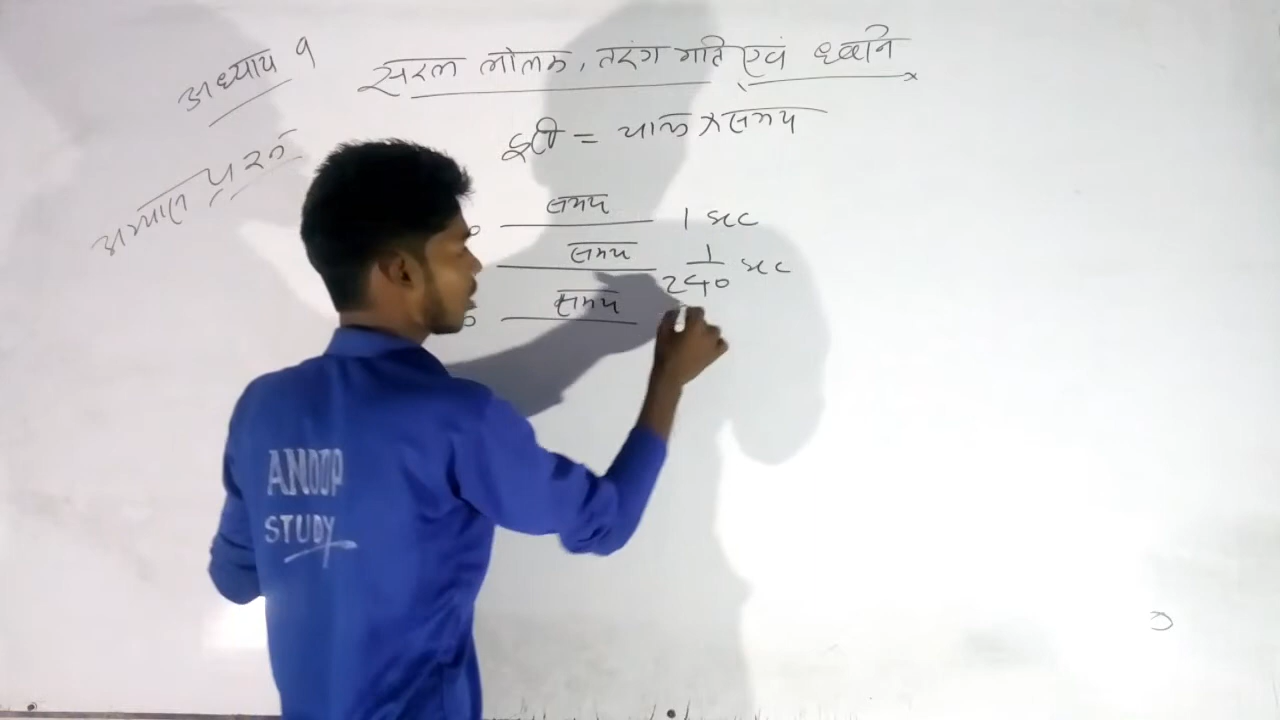 अध्याय 9
सरल लोलक, तरंग गति एवं ध्वनि
अभ्यास प्रश्न
दूरी = चाल × समय
समय 1 sec
समय 1/240 sec
0 समय
ANOOP
STUDY